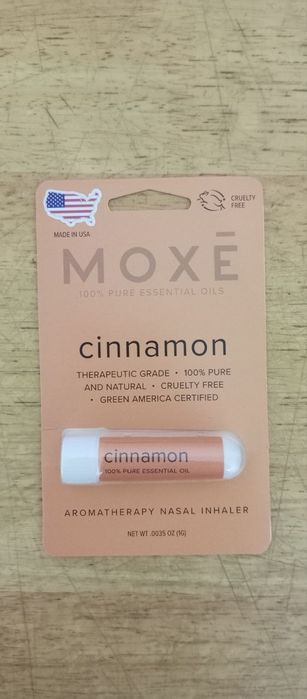 MADE IN USA
CRUELTY
FREE
MOXĒ
100% PURE ESSENTIAL OILS
cinnamon
THERAPEUTIC GRADE • 100% PURE
AND NATURAL • CRUELTY FREE
• GREEN AMERICA CERTIFIED
cinnamon
100% PURE ESSENTIAL OIL
AROMATHERAPY NASAL INHALER
NET WT .0035 OZ (1G)